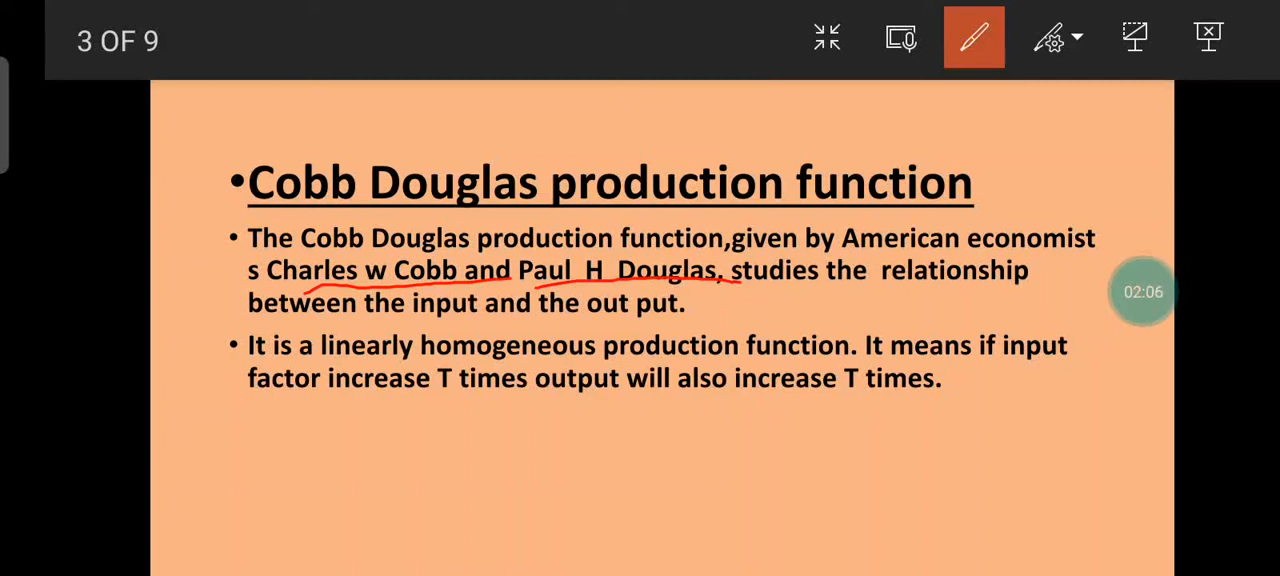 3 OF 9
•Cobb Douglas production function
• The Cobb Douglas production function,given by American economist
s Charles w Cobb and Paul H Douglas, studies the relationship
between the input and the out put.
• It is a linearly homogeneous production function. It means if input
factor increase T times output will also increase T times.
02:06